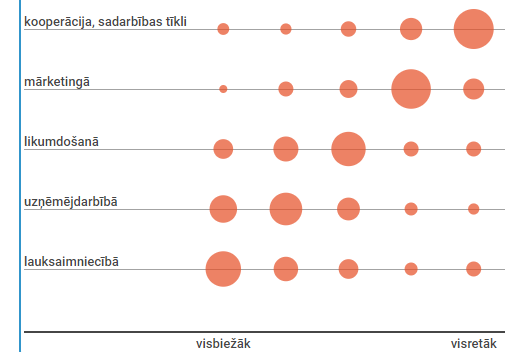 kooperācija, sadarbības tīkli
mārketingā
likumdošanā
uzņēmējdarbībā
lauksaimniecībā
visbiežāk visretāk